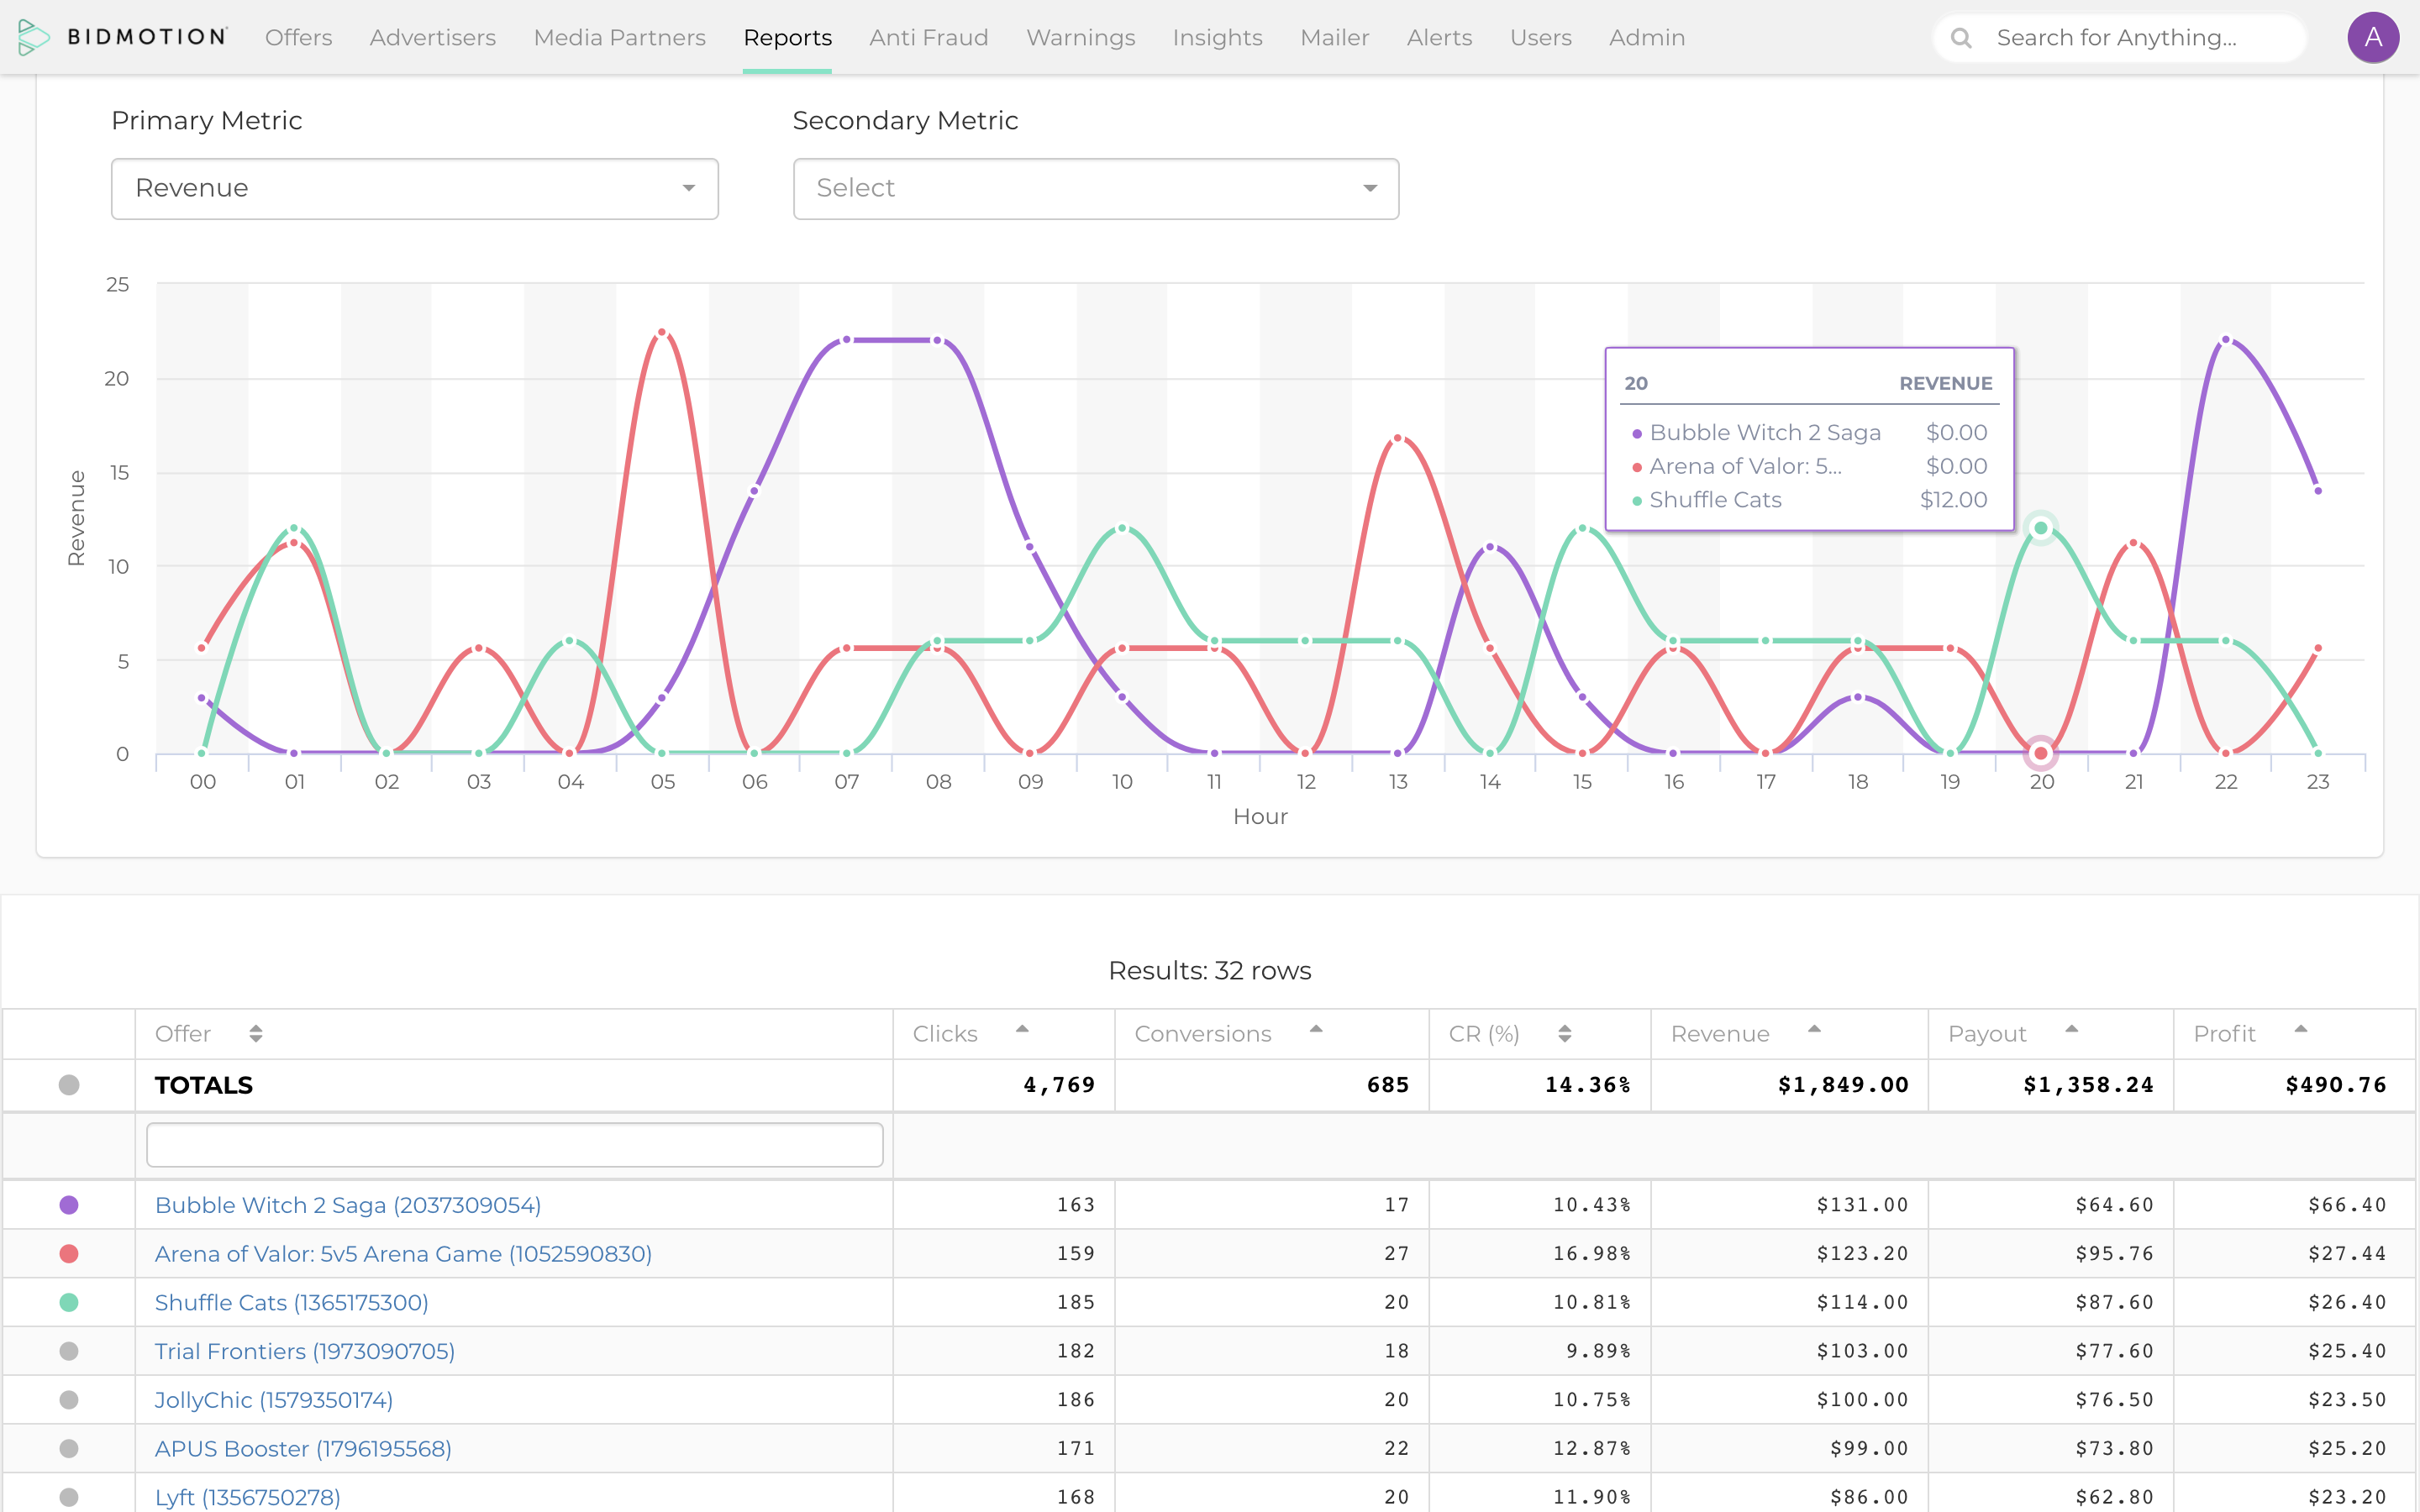 BIDMOTION Offers Advertisers Media Partners Reports Anti Fraud Warnings Insights Mailer Alerts Users Admin Search for Anything... A
Primary Metric Secondary Metric
Revenue Select
25
20
15
10
5
0
Revenue
20 REVENUE
Bubble Witch 2 Saga $0.00
Arena of Valor: 5... $0.00
Shuffle Cats $12.00
00 01 02 03 04 05 06 07 08 09 10 11 12 13 14 15 16 17 18 19 20 21 22 23
Hour
Results: 32 rows
Offer Clicks Conversions CR (%) Revenue Payout Profit
TOTALS 4,769 685 14.36% $1,849.00 $1,358.24 $490.76
Bubble Witch 2 Saga (2037309054) 163 17 10.43% $131.00 $64.60 $66.40
Arena of Valor: 5v5 Arena Game (1052590830) 159 27 16.98% $123.20 $95.76 $27.44
Shuffle Cats (1365175300) 185 20 10.81% $114.00 $87.60 $26.40
Trial Frontiers (1973090705) 182 18 9.89% $103.00 $77.60 $25.40
JollyChic (1579350174) 186 20 10.75% $100.00 $76.50 $23.50
APUS Booster (1796195568) 171 22 12.87% $99.00 $73.80 $25.20
Lyft (1356750278) 168 20 11.90% $86.00 $62.80 $23.20